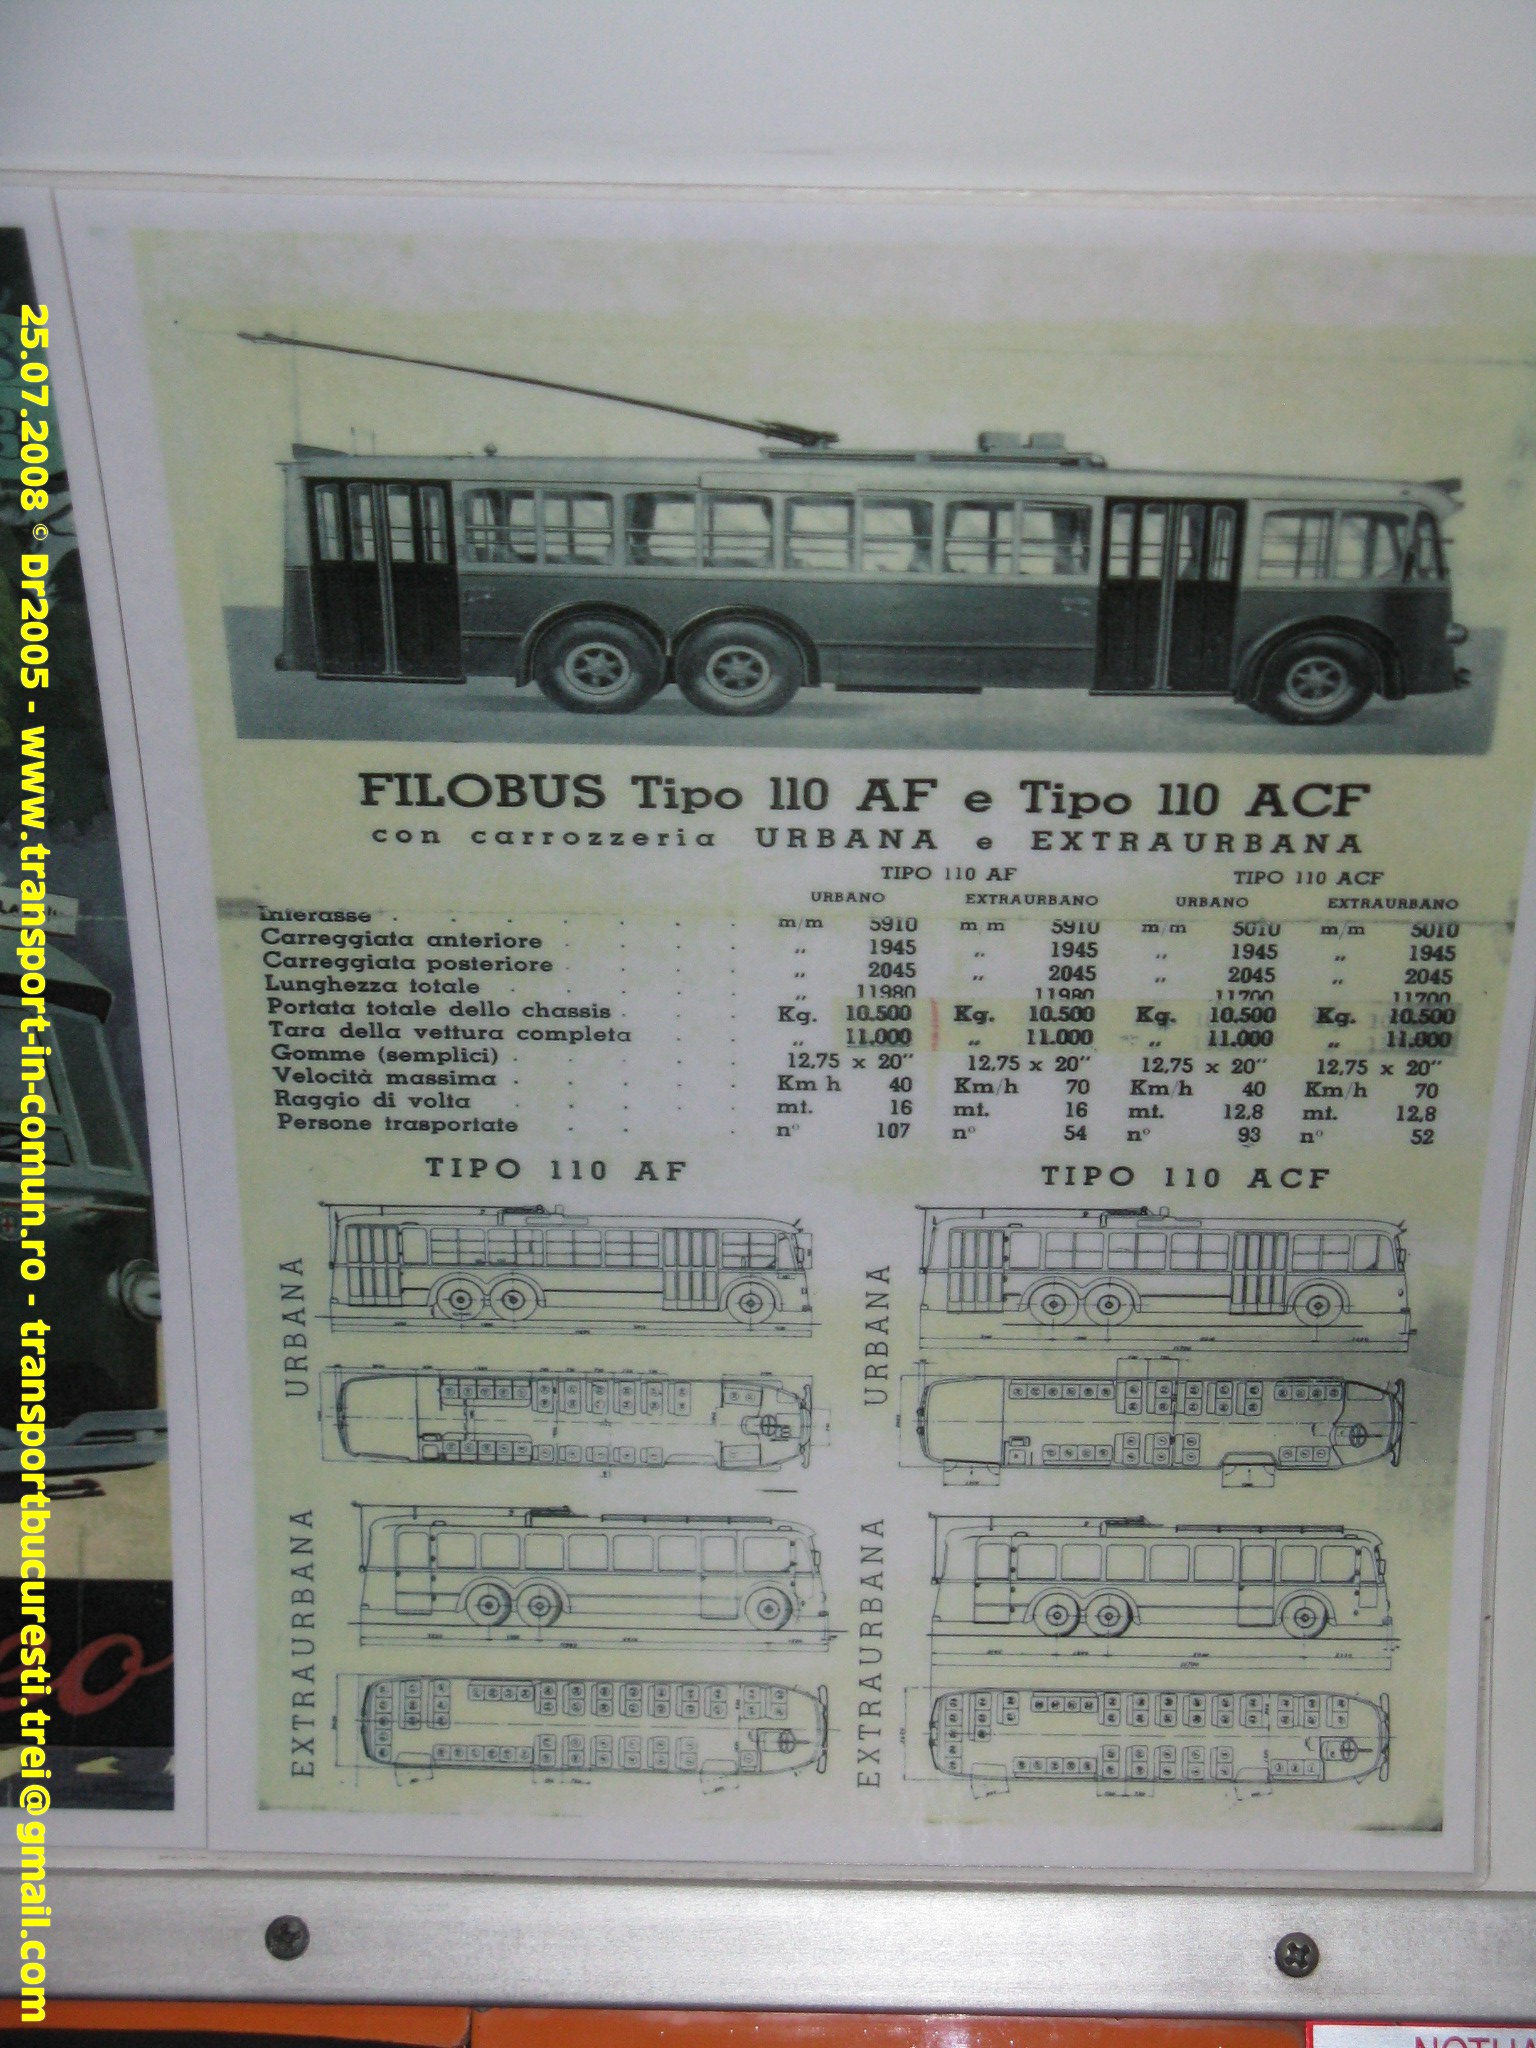 FILOBUS Tipo 110 AF e Tipo 110 ACF
con carrozzeria URBANA e EXTRAURBANA
TIPO 110 AF TIPO 110 ACF
URBANO EXTRAURBANO URBANO EXTRAURBANO
Interasse . . . . . . . m/m 5910 m/m 5910 m/m 5010 m/m 5010
Carreggiata anteriore . . . . „ 1945 „ 1945 „ 1945 „ 1945
Carreggiata posteriore . . . . „ 2045 „ 2045 „ 2045 „ 2045
Lunghezza totale . . . . . „ 11980 11980 11700 11700
Portata totale dello chassis . . . Kg. 10.500 Kg. 10.500 Kg. 10.500 Kg. 10.500
Tara della vettura completa . . „ 11.000 „ 11.000 „ 11.000 „ 11.000
Gomme (semplici) . . . . . 12,75 x 20" 12,75 x 20" 12,75 x 20" 12,75 x 20"
Velocità massima . . . . . Km h 40 Km/h 70 Km/h 40 Km/h 70
Raggio di volta . . . . . mt. 16 mt. 16 mt. 12,8 mt. 12,8
Persone trasportate . . . . n° 107 n° 54 n° 93 n° 52
TIPO 110 AF
TIPO 110 ACF
URBANA
URBANA
EXTRAURBANA
EXTRAURBANA
25.07.2008 © Dr2005 - www.transport-in-comun.ro - transportbucuresti.trei@gmail.com